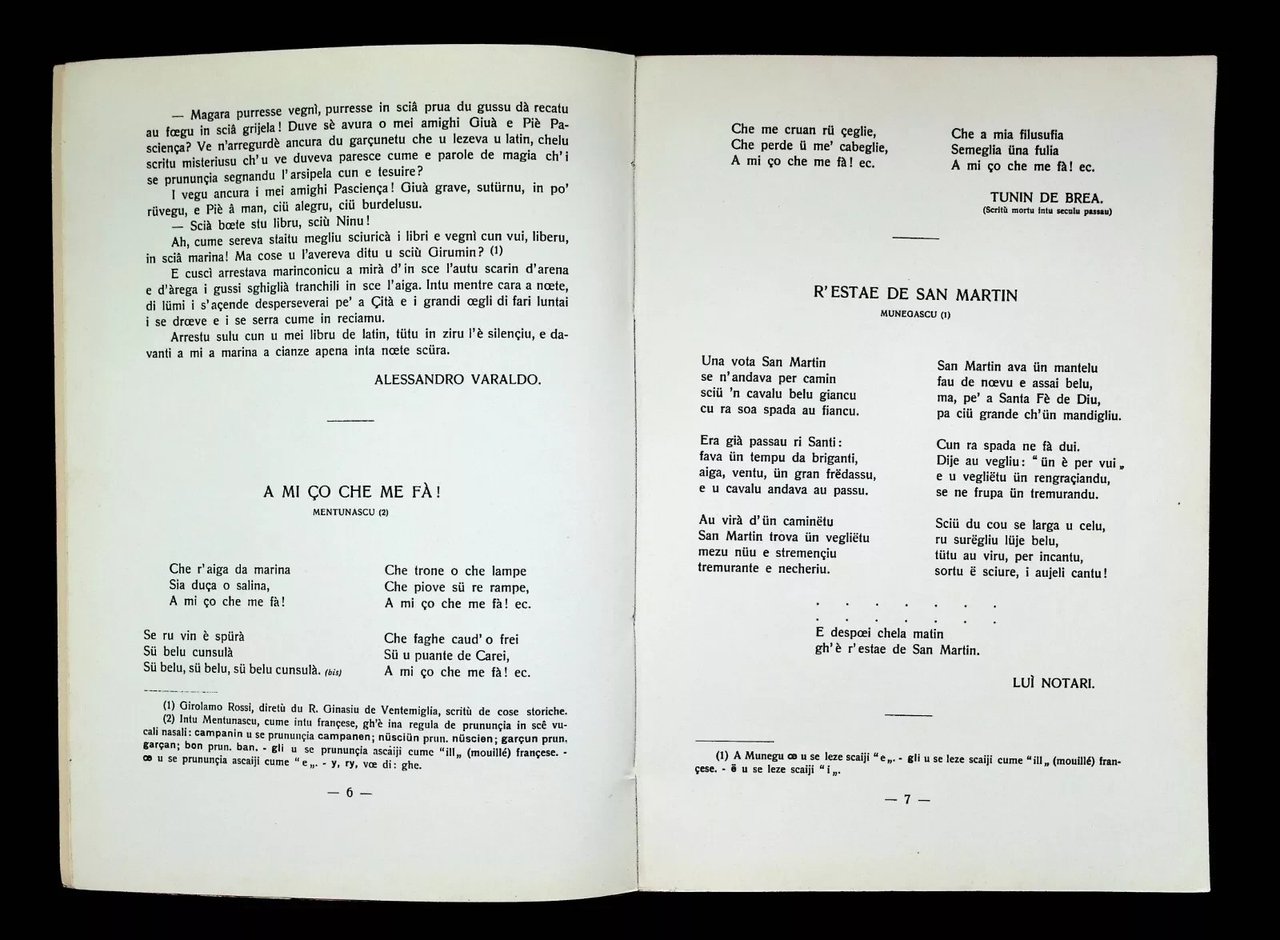 — Magara purresse vegnì, purresse in sciâ prua du gussu dà recatu
au fœgu in sciâ grijela! Duve sè avura o mei amighi Giuà e Piè Pa-
sciença? Ve n'arregurdè ancura du garçunetu che u lezeva u latin, chelu
scritu misteriusu ch'u ve duveva paresce cume e parole de magia ch'i
se prununçia segnandu l'arsipela cun e tesuire?
I vegu ancura i mei amighi Pasciença! Giuà grave, sutürnu, in po'
rüvegu, e Piè â man, ciü alegru, ciü burdelusu.
— Scià bœte stu libru, sciù Ninu!
Ah, cume sereva staitu megliu sciuricà i libri e vegnì cun vui, liberu,
in sciâ marina! Ma cose u l'avereva ditu u sciù Girumin? (1)
E cuscì arrestava marinconicu a mirà d'in sce l'autu scarin d'arena
e d'àrega i gussi sghiglià tranchili in sce l'aiga. Intu mentre cara a nœte,
di lümi i s'açende desperseverai pe' a Çità e i grandi œgli di fari luntai
i se drœve e i se serra cume in reciamu.
Arrestu sulu cun u mei libru de latin, tütu in ziru l'è silençiu, e da-
vanti a mi a marina a cianze apena inta nœte scüra.
ALESSANDRO VARALDO.
A MI ÇO CHE ME FÀ!
MENTUNASCU (2)
Che r'aiga da marina
Sia duça o salina,
A mi ço che me fà!
Se ru vin è spürà
Sü belu cunsulà
Sü belu, sü belu, sü belu cunsulà. (bis)
Che trone o che lampe
Che piove sü re rampe,
A mi ço che me fà! ec.
Che faghe caud' o frei
Sü u puante de Carei,
A mi ço che me fà! ec.
(1) Girolamo Rossi, diretù du R. Ginasiu de Ventemiglia, scritù de cose storiche.
(2) Intu Mentunascu, cume intu françese, gh'è ina regula de prununçia in scê vu-
cali nasali: campanin u se prununçia campanen; nüsciün prun. nüscien; garçun prun.
garçan; bon prun. ban. - gli u se prununçia ascàiji cume "ill„ (mouillé) françese. -
œ u se prununçia ascaiji cume "e„. - y, ry, vœ di: ghe.
— 6 —
Che me cruan rü çeglie,
Che perde ü me' cabeglie,
A mi ço che me fà! ec.
Che a mia filusufia
Semeglia üna fulia
A mi ço che me fà! ec.
TUNIN DE BREA.
(Scritù mortu intu seculu passau)
R'ESTAE DE SAN MARTIN
MUNEGASCU (1)
Una vota San Martin
se n'andava per camin
sciü 'n cavalu belu giancu
cu ra soa spada au fiancu.
Era già passau ri Santi:
fava ün tempu da briganti,
aiga, ventu, ün gran frëdassu,
e u cavalu andava au passu.
Au virà d'ün caminëtu
San Martin trova ün vegliëtu
mezu nüu e stremençiu
tremurante e necheriu.
San Martin ava ün mantelu
fau de nœvu e assai belu,
ma, pe' a Santa Fè de Diu,
pa ciü grande ch'ün mandigliu.
Cun ra spada ne fà dui.
Dije au vegliu: "ün è per vui„
e u vegliëtu ün rengraçiandu,
se ne frupa ün tremurandu.
Sciü du cou se larga u celu,
ru surëgliu lüje belu,
tütu au viru, per incantu,
sortu ë sciure, i aujeli cantu!
. . . . . . .
. . . . . . .
E despœi chela matin
gh'è r'estae de San Martin.
LUÌ NOTARI.
(1) A Munegu œ u se leze scaiji "e„. - gli u se leze scaiji cume "ill„ (mouillé) fran-
çese. - ë u se leze scaiji "i„.
— 7 —